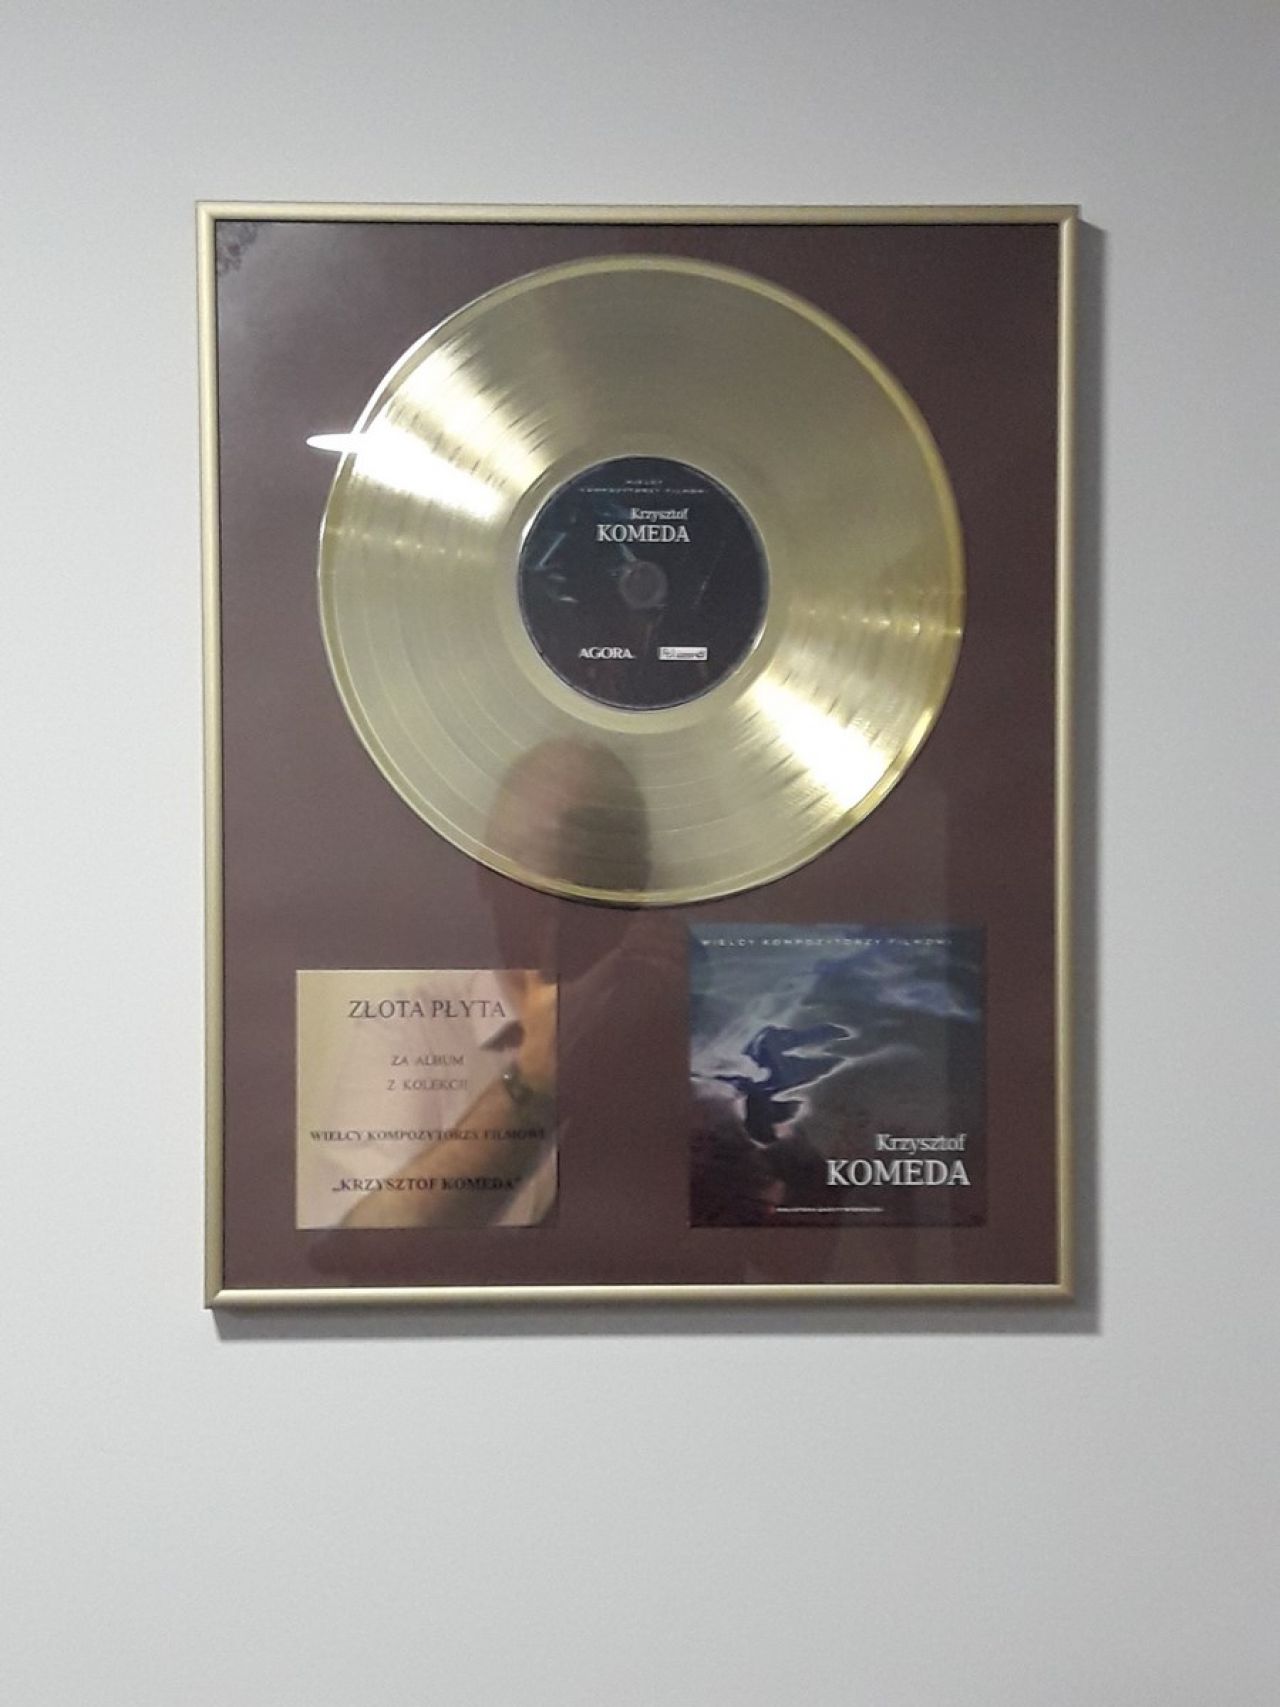 WIELCY
KOMPOZYTORZY FILMOWI
Krzysztof
KOMEDA
AGORA
ZŁOTA PŁYTA
ZA ALBUM
Z KOLEKCJI
WIELCY KOMPOZYTORZY FILMOWI
„KRZYSZTOF KOMEDA”
WIELCY KOMPOZYTORZY FILMOWI
Krzysztof
KOMEDA